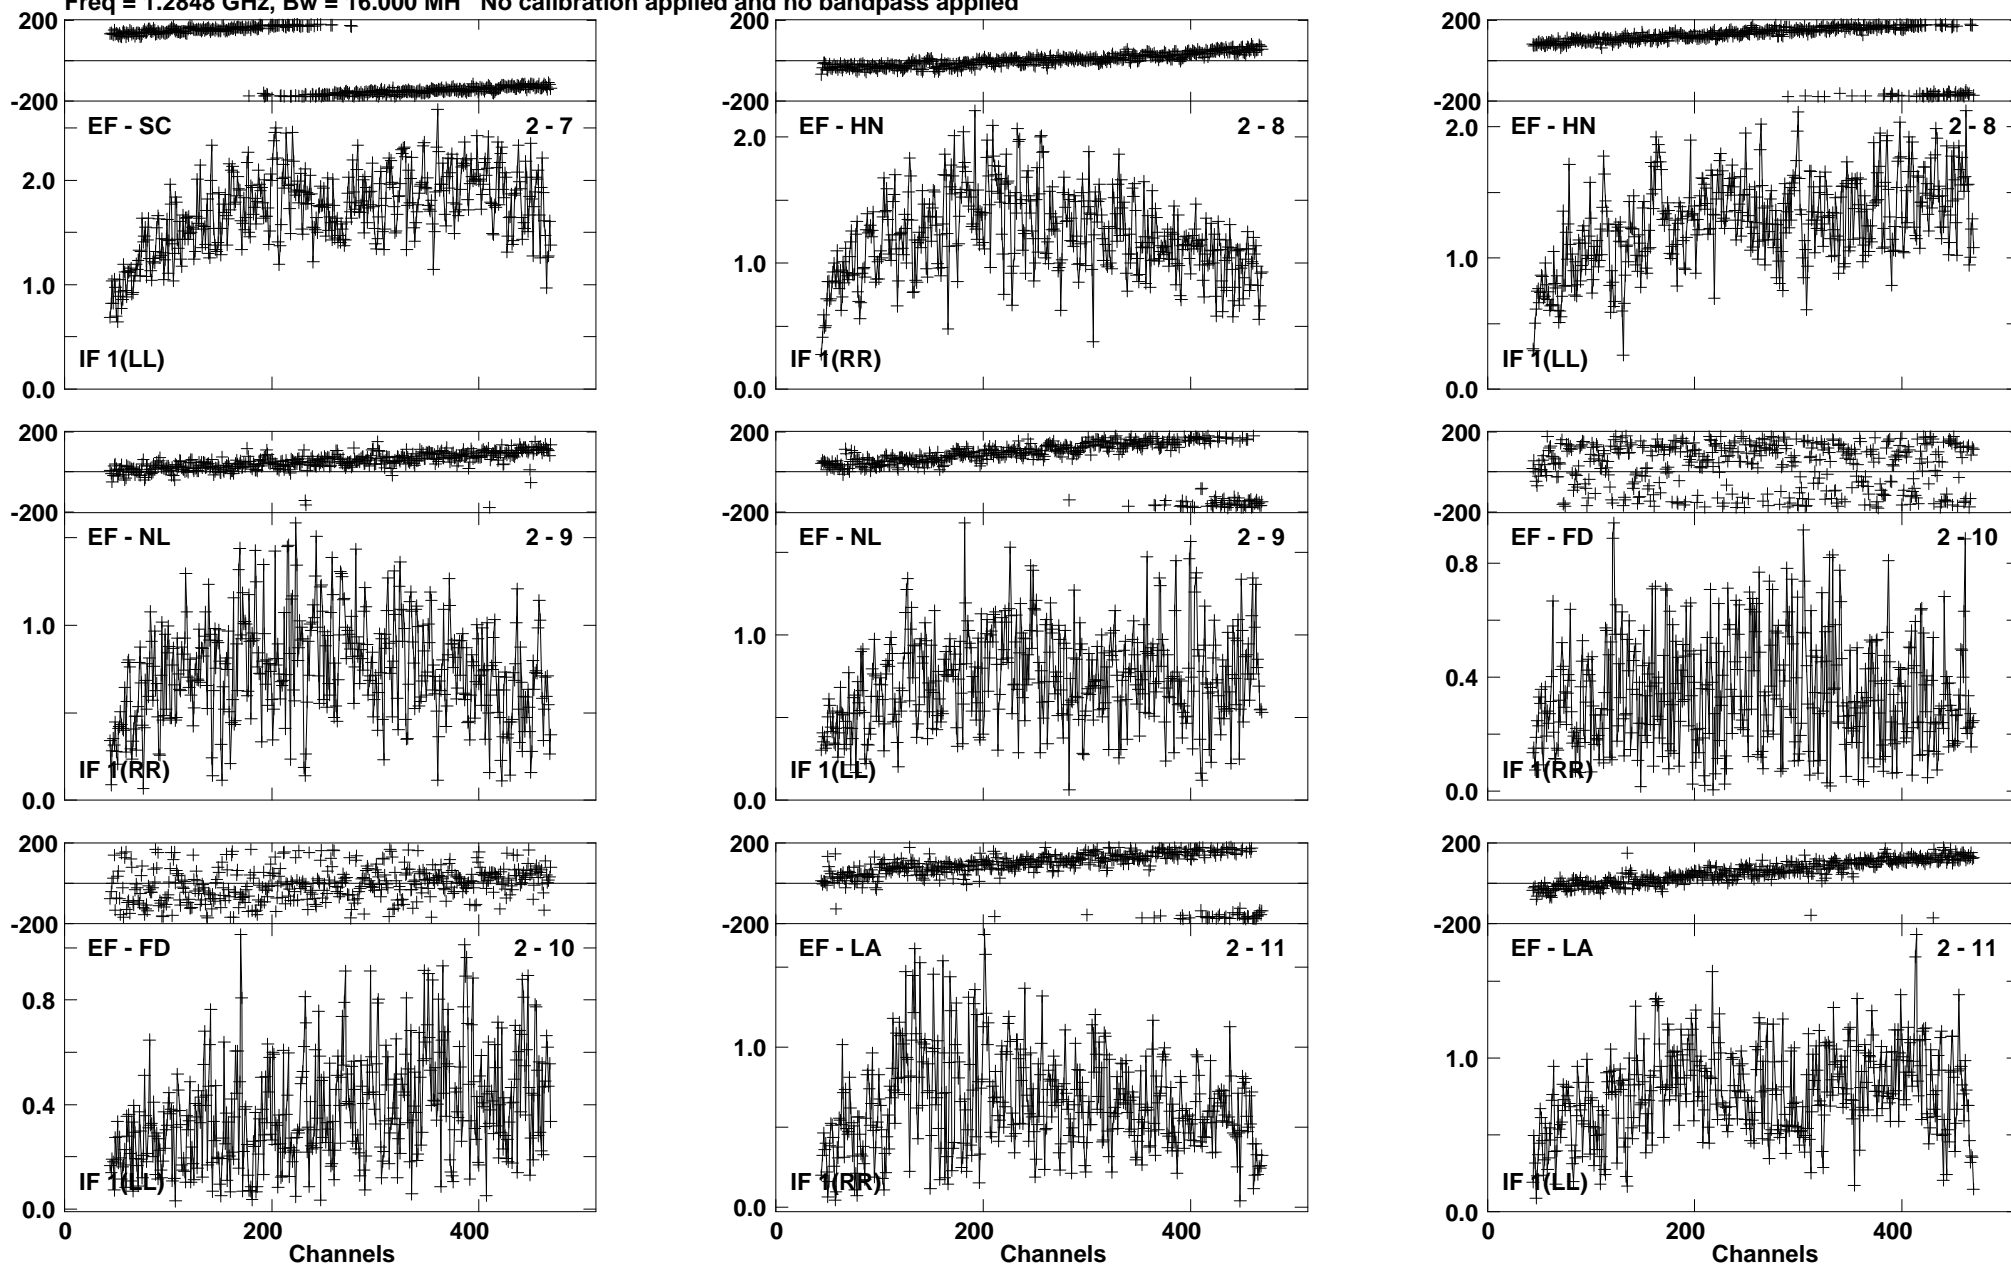 Freq = 1.2848 GHz, Bw = 16.000 MH No calibration applied and no bandpass applied
200 200 200
-200 -200 -200
EF - SC 2 - 7 EF - HN 2 - 8 EF - HN 2 - 8
2.0 2.0 2.0
1.0 1.0 1.0
IF 1(LL) IF 1(RR) IF 1(LL)
0.0 0.0 0.0
200 200 200
-200 -200 -200
EF - NL 2 - 9 EF - NL 2 - 9 EF - FD 2 - 10
1.0 1.0 0.8
0.4
IF 1(RR) IF 1(LL) IF 1(RR)
0.0 0.0 0.0
200 200 200
-200 -200 -200
EF - FD 2 - 10 EF - LA 2 - 11 EF - LA 2 - 11
0.8 1.0 1.0
0.4
IF 1(LL) IF 1(RR) IF 1(LL)
0.0 0.0 0.0
0 200 400 0 200 400 0 200 400
Channels Channels Channels